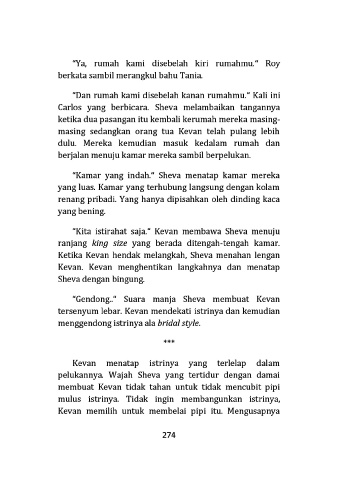 "Ya, rumah kami disebelah kiri rumahmu." Roy
berkata sambil merangkul bahu Tania.
"Dan rumah kami disebelah kanan rumahmu." Kali ini
Carlos yang berbicara. Sheva melambaikan tangannya
ketika dua pasangan itu kembali kerumah mereka masing-
masing sedangkan orang tua Kevan telah pulang lebih
dulu. Mereka kemudian masuk kedalam rumah dan
berjalan menuju kamar mereka sambil berpelukan.
"Kamar yang indah." Sheva menatap kamar mereka
yang luas. Kamar yang terhubung langsung dengan kolam
renang pribadi. Yang hanya dipisahkan oleh dinding kaca
yang bening.
"Kita istirahat saja." Kevan membawa Sheva menuju
ranjang king size yang berada ditengah-tengah kamar.
Ketika Kevan hendak melangkah, Sheva menahan lengan
Kevan. Kevan menghentikan langkahnya dan menatap
Sheva dengan bingung.
"Gendong.." Suara manja Sheva membuat Kevan
tersenyum lebar. Kevan mendekati istrinya dan kemudian
menggendong istrinya ala bridal style.
***
Kevan menatap istrinya yang terlelap dalam
pelukannya. Wajah Sheva yang tertidur dengan damai
membuat Kevan tidak tahan untuk tidak mencubit pipi
mulus istrinya. Tidak ingin membangunkan istrinya,
Kevan memilih untuk membelai pipi itu. Mengusapnya
274